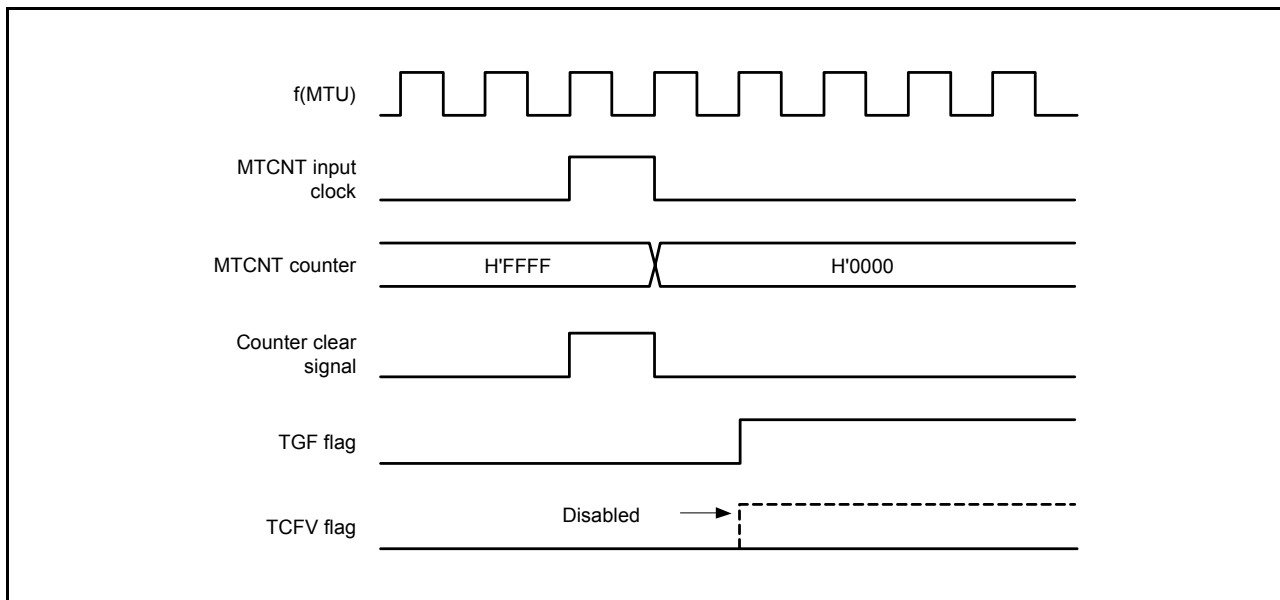 f(MTU)
MTCNT input
clock
MTCNT counter
H'FFFF
H'0000
Counter clear
signal
TGF flag
Disabled
TCFV flag